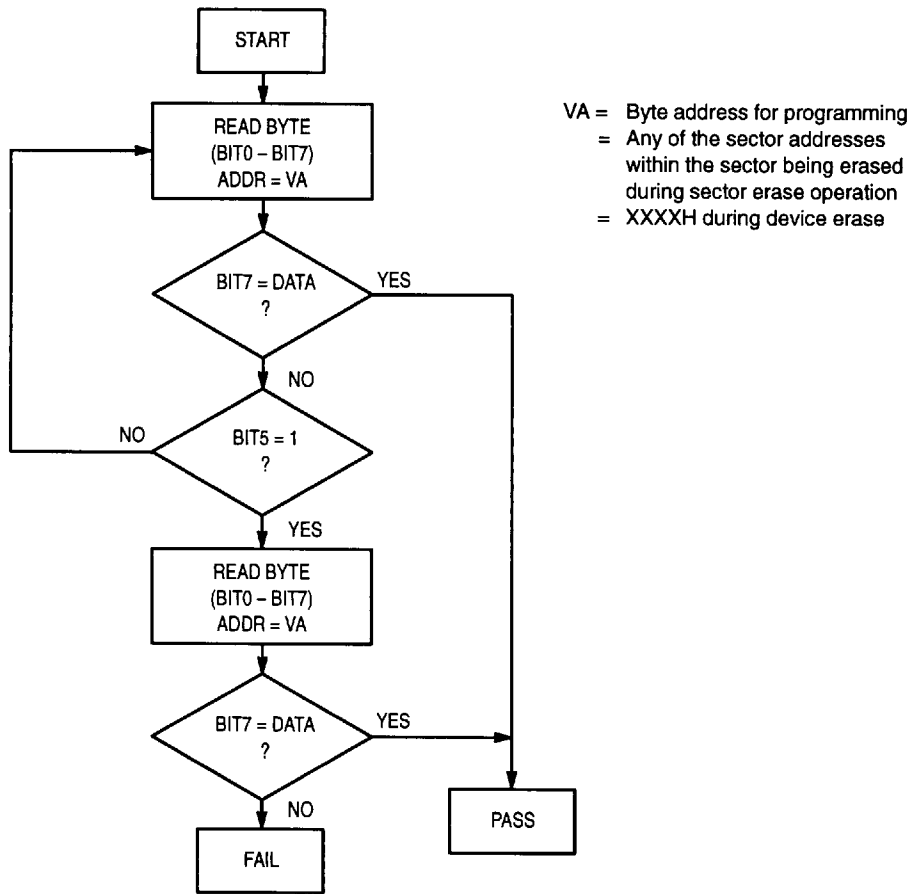 START
READ BYTE
(BIT0 – BIT7)
ADDR = VA
BIT7 = DATA
?
YES
NO
BIT5 = 1
?
NO
YES
READ BYTE
(BIT0 – BIT7)
ADDR = VA
BIT7 = DATA
?
YES
NO
FAIL
PASS
VA = Byte address for programming
= Any of the sector addresses
within the sector being erased
during sector erase operation
= XXXXH during device erase